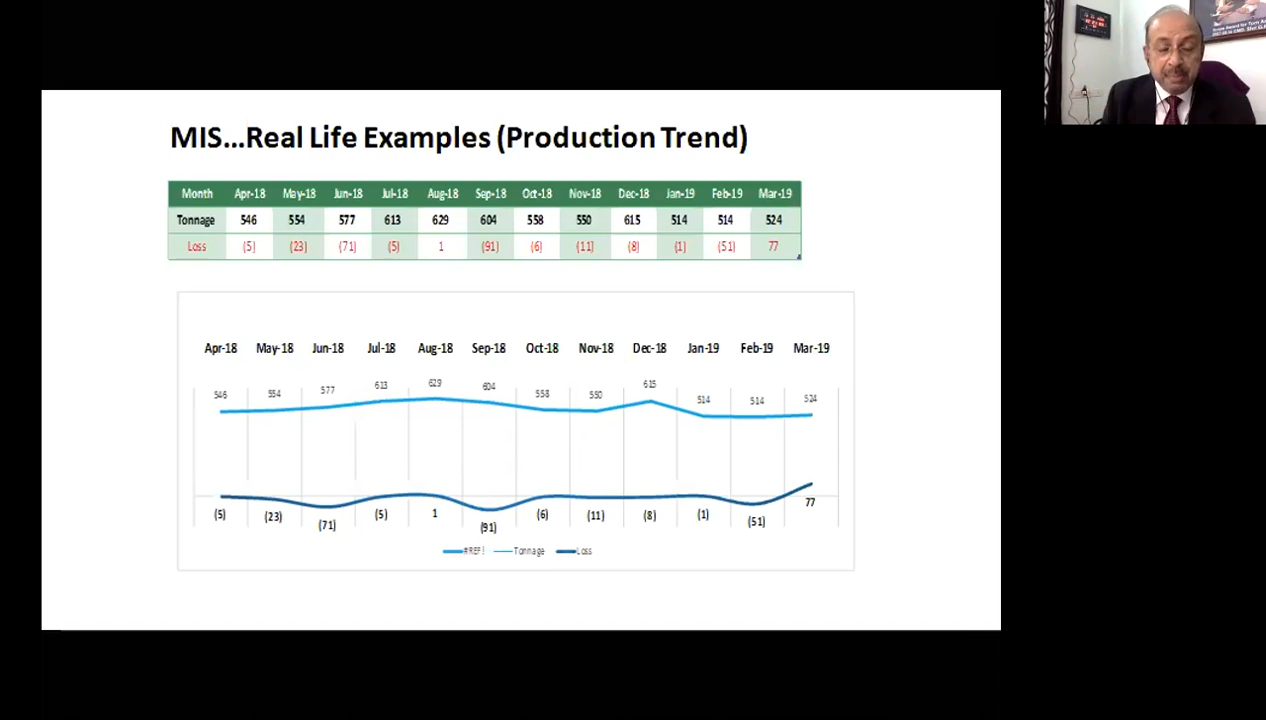 MIS...Real Life Examples (Production Trend)
Month Apr-18 May-18 Jun-18 Jul-18 Aug-18 Sep-18 Oct-18 Nov-18 Dec-18 Jan-19 Feb-19 Mar-19
Tonnage 546 554 577 613 629 604 558 550 615 514 514 524
Loss (5) (23) (71) (5) 1 (91) (6) (11) (8) (1) (51) 77
Apr-18 May-18 Jun-18 Jul-18 Aug-18 Sep-18 Oct-18 Nov-18 Dec-18 Jan-19 Feb-19 Mar-19
546 554 577 613 629 604 558 550 615 514 514 524
(5) (23) (71) (5) 1 (91) (6) (11) (8) (1) (51) 77
#REF! Tonnage Loss